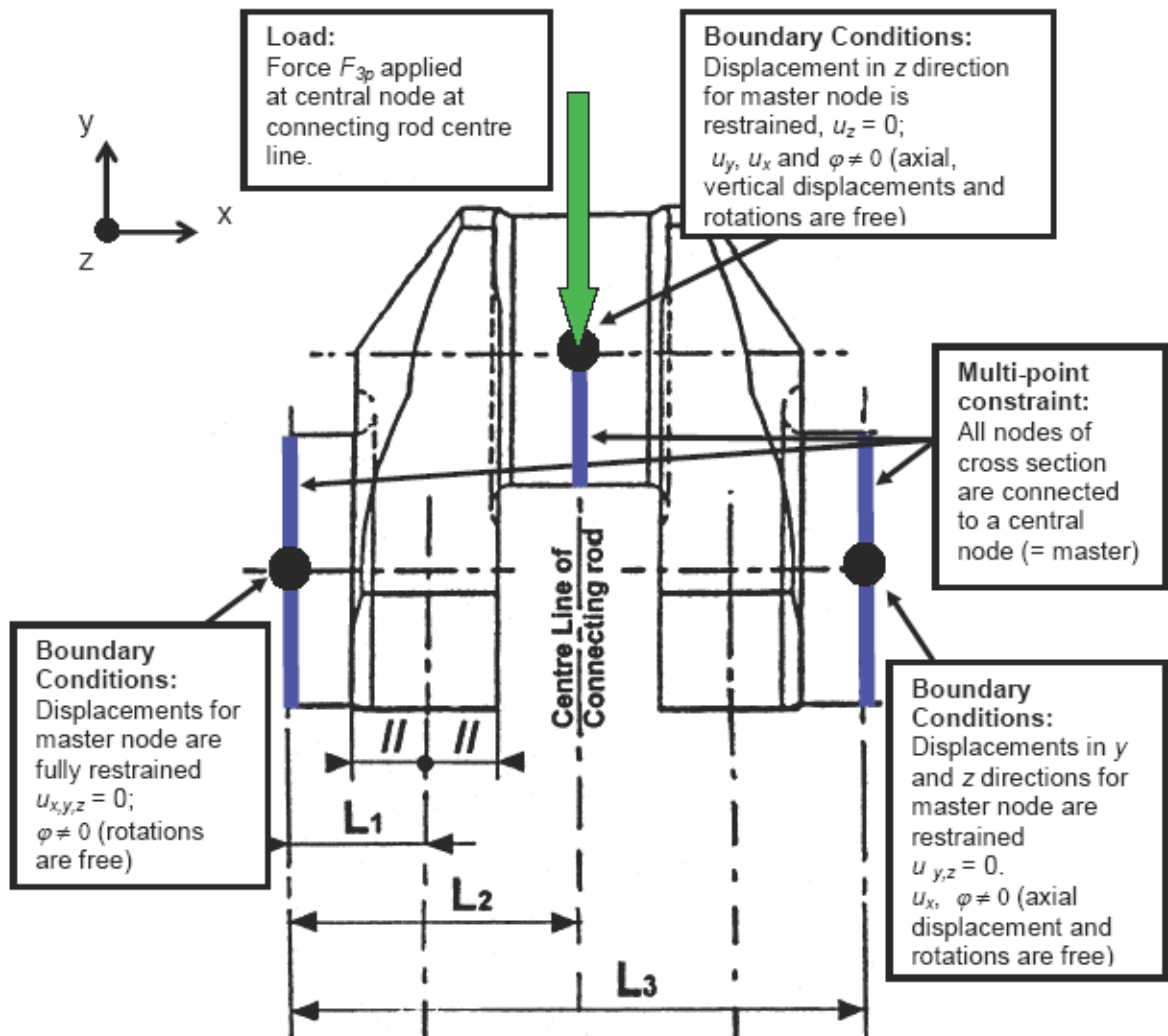 Load:
Force F3p applied
at central node at
connecting rod centre
line.
Boundary Conditions:
Displacement in z direction
for master node is
restrained, uz = 0;
uy, ux and φ ≠ 0 (axial,
vertical displacements and
rotations are free)
y
x
z
Multi-point
constraint:
All nodes of
cross section
are connected
to a central
node (= master)
Centre Line of
Connecting rod
Boundary
Conditions:
Displacements for
master node are
fully restrained
ux,y,z = 0;
φ ≠ 0 (rotations
are free)
Boundary
Conditions:
Displacements in y
and z directions for
master node are
restrained
u y,z = 0.
ux, φ ≠ 0 (axial
displacement and
rotations are free)
// //
L1
L2
L3